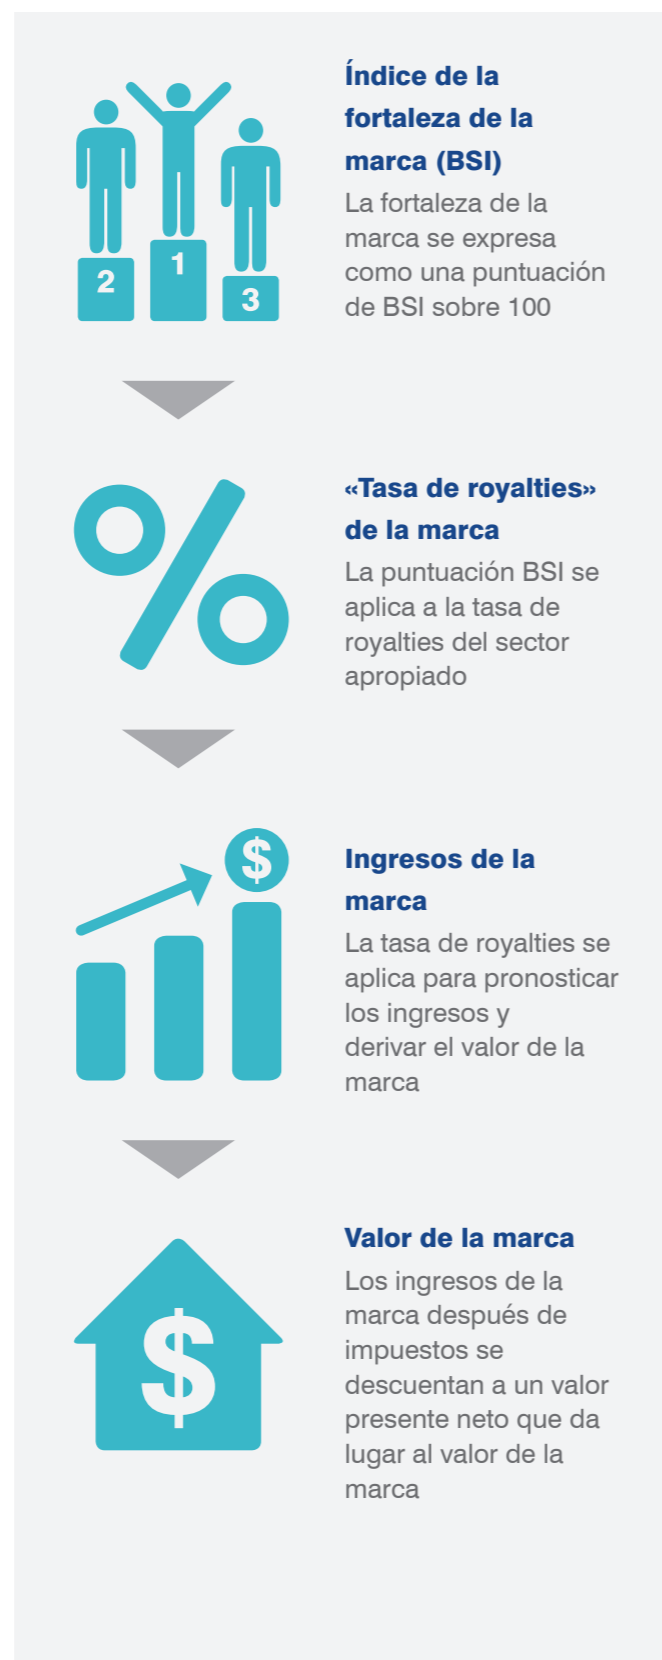 Índice de la
fortaleza de la
marca (BSI)
La fortaleza de la
marca se expresa
como una puntuación
de BSI sobre 100
2
1
3
«Tasa de royalties»
de la marca
La puntuación BSI se
aplica a la tasa de
royalties del sector
apropiado
Ingresos de la
marca
La tasa de royalties se
aplica para pronosticar
los ingresos y
derivar el valor de la
marca
$
Valor de la marca
Los ingresos de la
marca después de
impuestos se
descuentan a un valor
presente neto que da
lugar al valor de la
marca
$